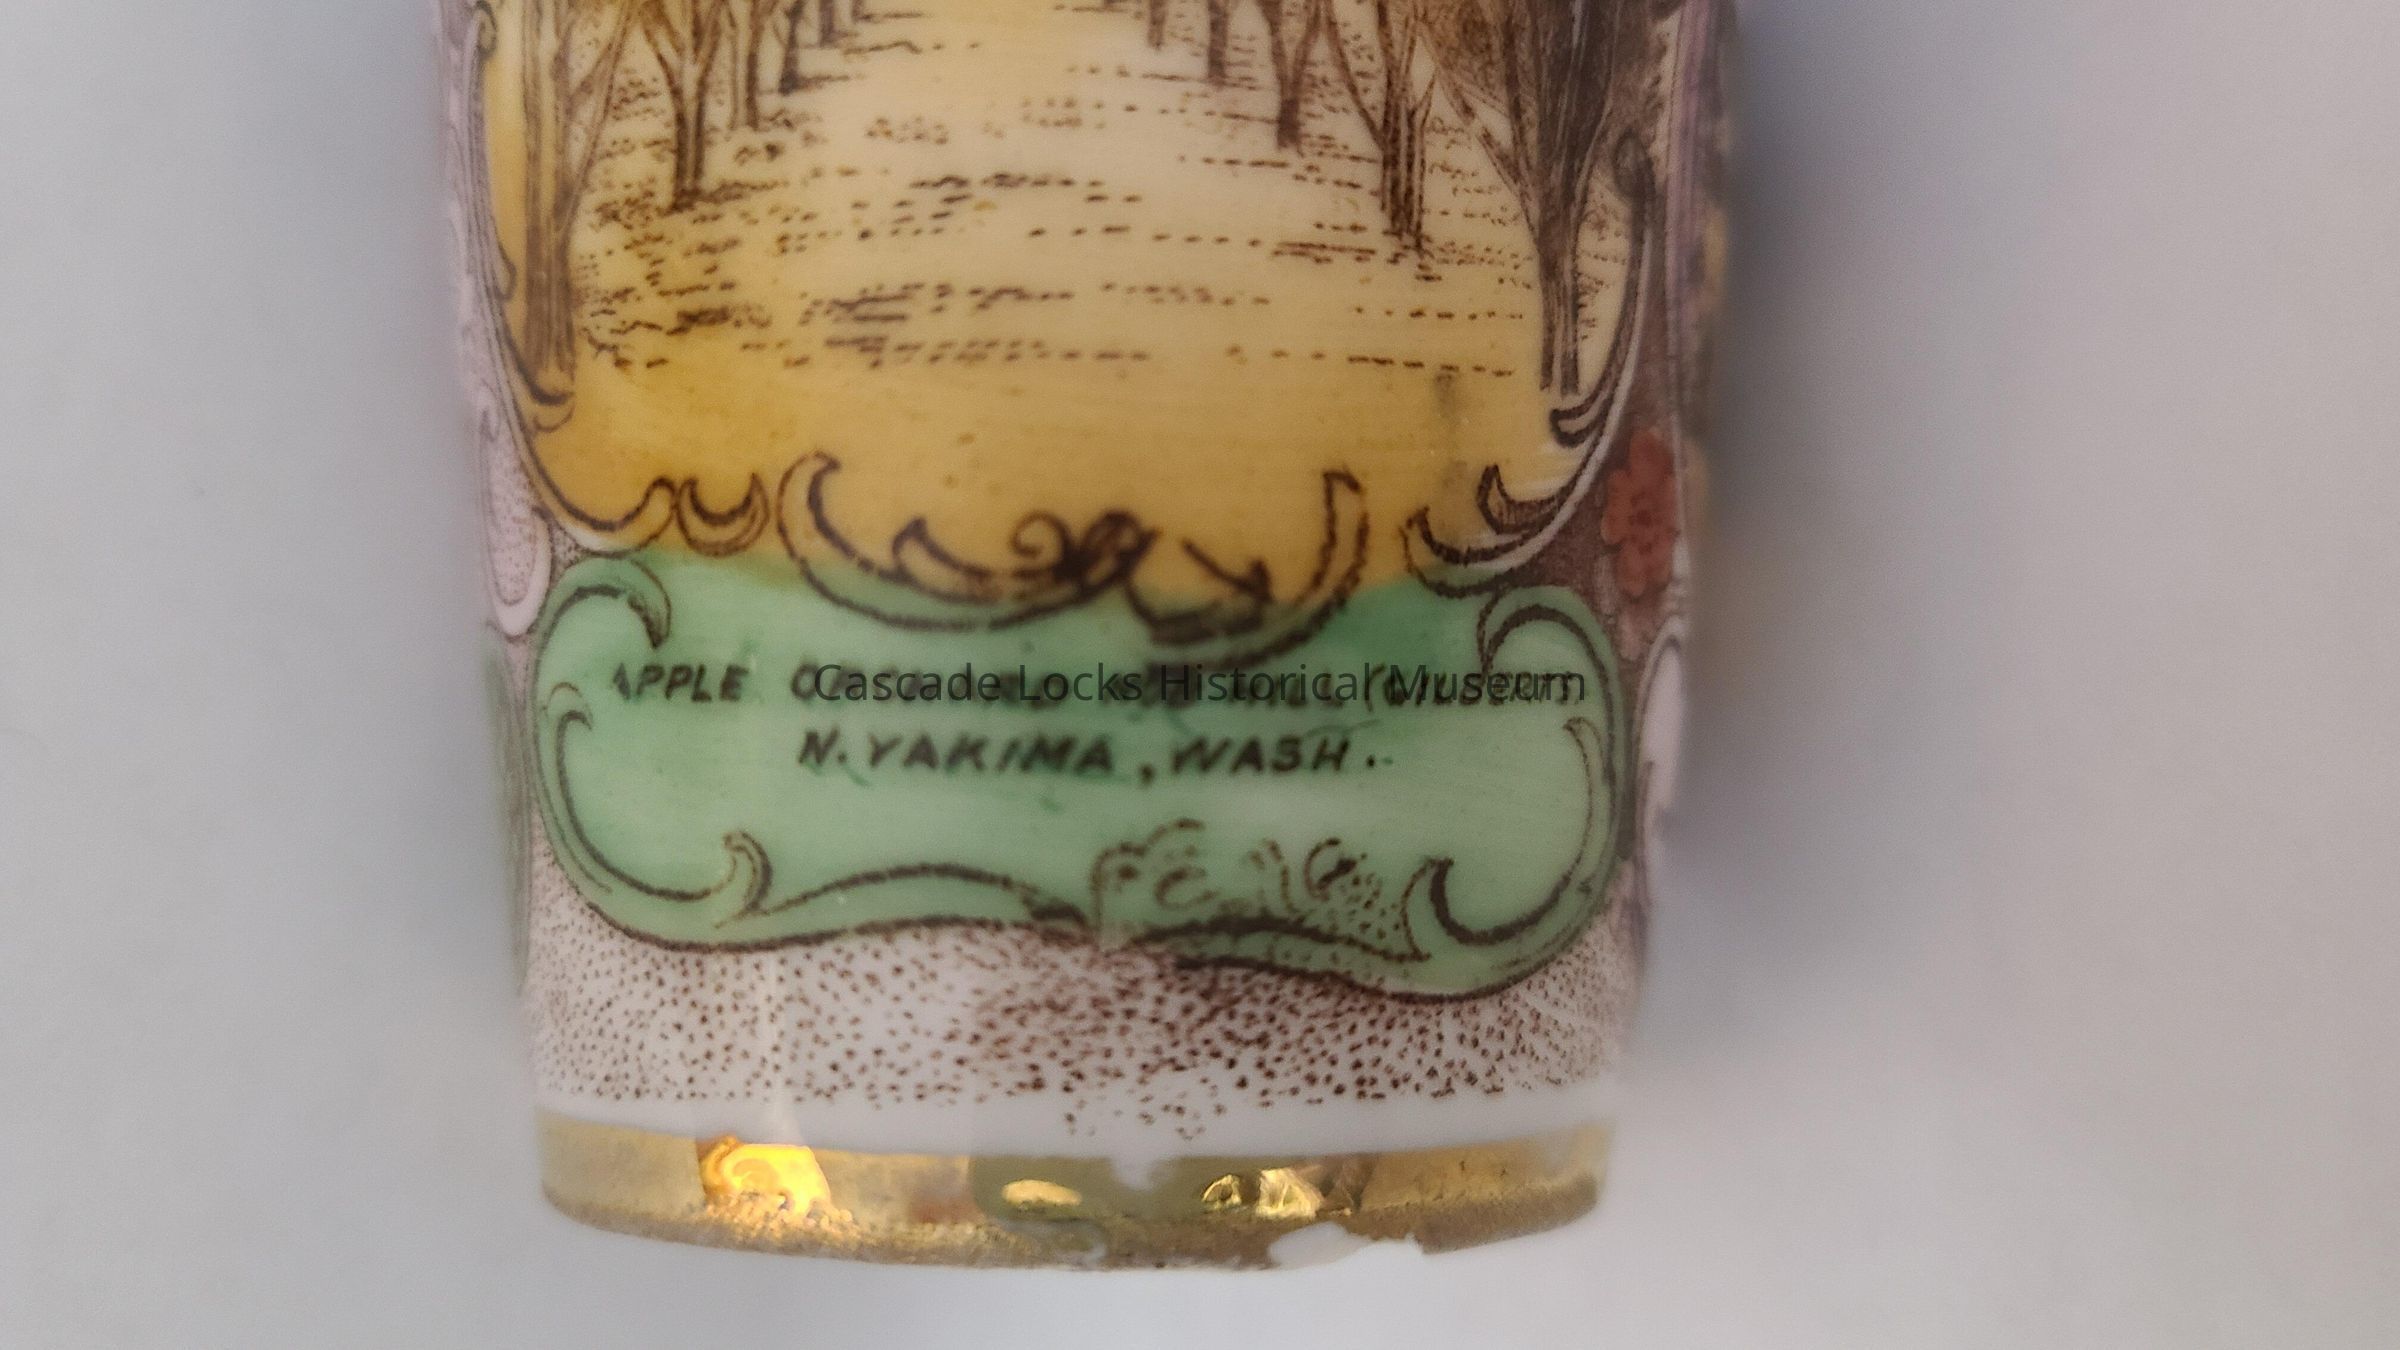 APPLE
N. YAKIMA, WASH.
Cascade Locks Historical Museum